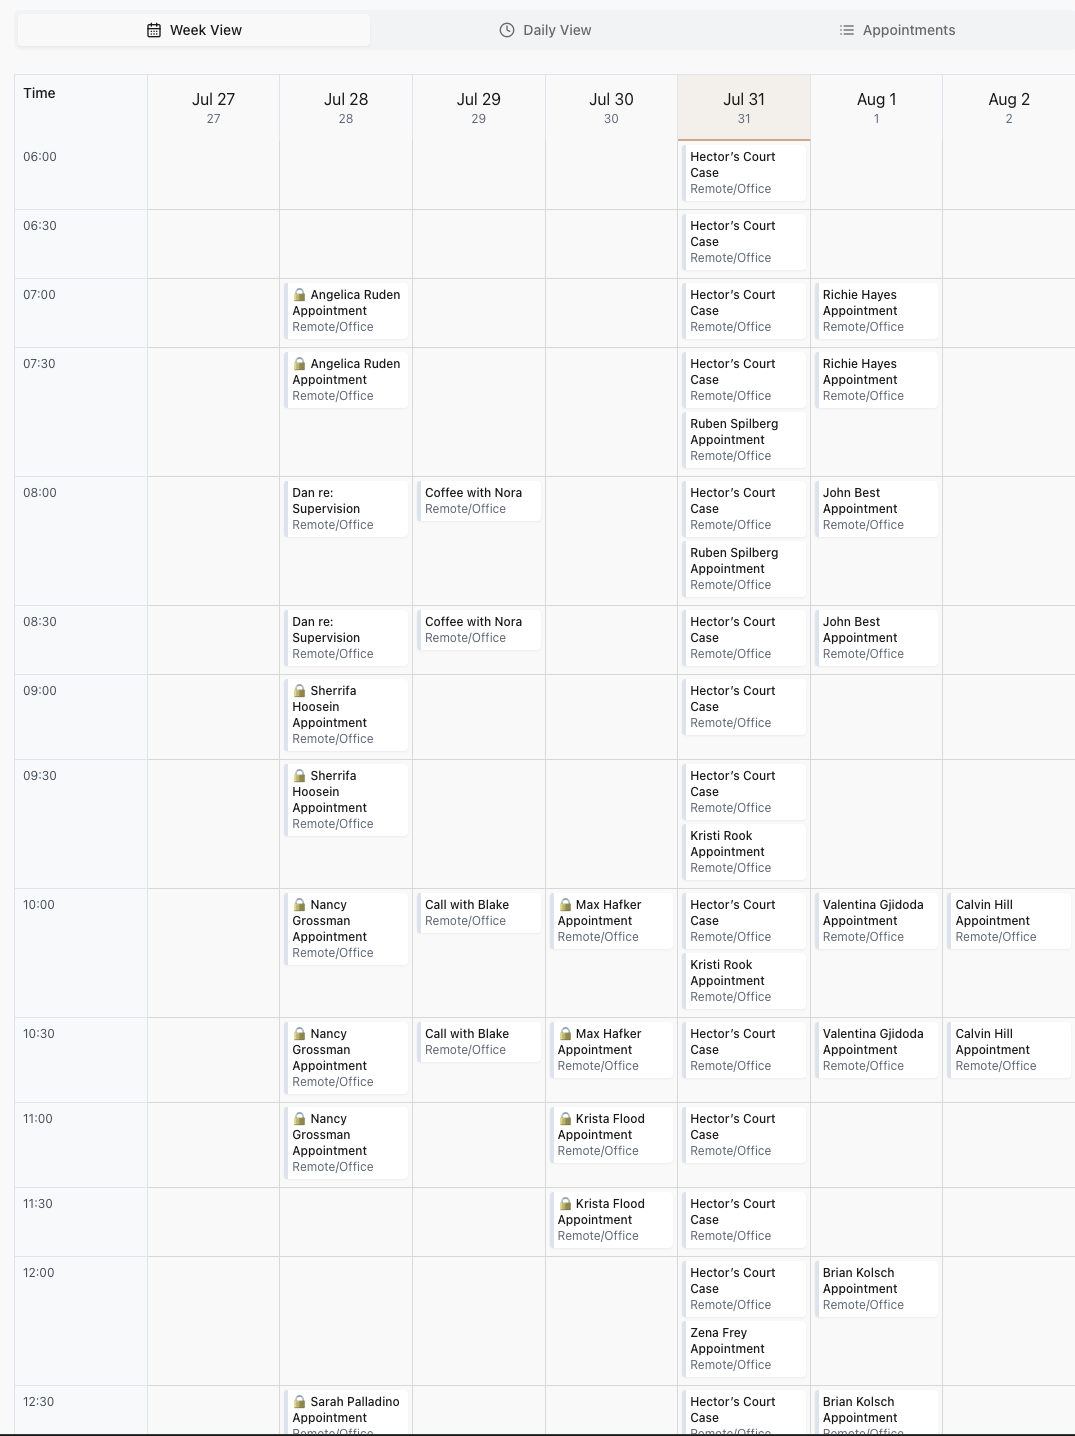 Week View
Daily View
Appointments
Time
Jul 27
27
Jul 28
28
Jul 29
29
Jul 30
30
Jul 31
31
Aug 1
1
Aug 2
2
06:00
Hector’s Court
Case
Remote/Office
06:30
Hector’s Court
Case
Remote/Office
07:00
🔒 Angelica Ruden
Appointment
Remote/Office
Hector’s Court
Case
Remote/Office
Richie Hayes
Appointment
Remote/Office
07:30
🔒 Angelica Ruden
Appointment
Remote/Office
Hector’s Court
Case
Remote/Office
Ruben Spilberg
Appointment
Remote/Office
Richie Hayes
Appointment
Remote/Office
08:00
Dan re:
Supervision
Remote/Office
Coffee with Nora
Remote/Office
Hector’s Court
Case
Remote/Office
Ruben Spilberg
Appointment
Remote/Office
John Best
Appointment
Remote/Office
08:30
Dan re:
Supervision
Remote/Office
Coffee with Nora
Remote/Office
Hector’s Court
Case
Remote/Office
John Best
Appointment
Remote/Office
09:00
🔒 Sherrifa
Hoosein
Appointment
Remote/Office
Hector’s Court
Case
Remote/Office
09:30
🔒 Sherrifa
Hoosein
Appointment
Remote/Office
Hector’s Court
Case
Remote/Office
Kristi Rook
Appointment
Remote/Office
10:00
🔒 Nancy
Grossman
Appointment
Remote/Office
Call with Blake
Remote/Office
🔒 Max Hafker
Appointment
Remote/Office
Hector’s Court
Case
Remote/Office
Kristi Rook
Appointment
Remote/Office
Valentina Gjidoda
Appointment
Remote/Office
Calvin Hill
Appointment
Remote/Office
10:30
🔒 Nancy
Grossman
Appointment
Remote/Office
Call with Blake
Remote/Office
🔒 Max Hafker
Appointment
Remote/Office
Hector’s Court
Case
Remote/Office
Valentina Gjidoda
Appointment
Remote/Office
Calvin Hill
Appointment
Remote/Office
11:00
🔒 Nancy
Grossman
Appointment
Remote/Office
🔒 Krista Flood
Appointment
Remote/Office
Hector’s Court
Case
Remote/Office
11:30
🔒 Krista Flood
Appointment
Remote/Office
Hector’s Court
Case
Remote/Office
12:00
Hector’s Court
Case
Remote/Office
Zena Frey
Appointment
Remote/Office
Brian Kolsch
Appointment
Remote/Office
12:30
🔒 Sarah Palladino
Appointment
Remote/Office
Hector’s Court
Case
Remote/Office
Brian Kolsch
Appointment
Remote/Office